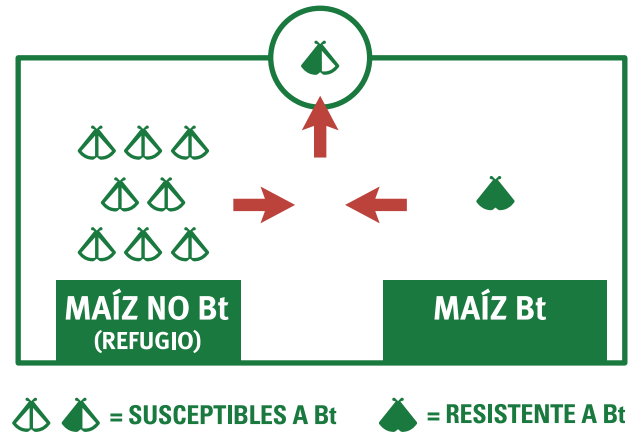 MAÍZ NO Bt
(REFUGIO)
MAÍZ Bt
= SUSCEPTIBLES A Bt
= RESISTENTE A Bt